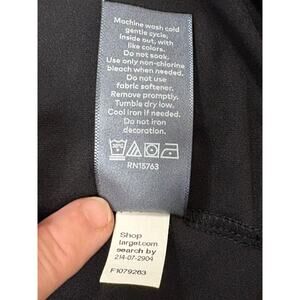 Machine wash cold
gentle cycle,
inside out, with
like colors.
Do not soak.
Use only non-chlorine
bleach when needed.
Do not use
fabric softener.
Remove promptly.
Tumble dry low.
Cool iron if needed.
Do not iron
decoration.
30°C
RN15763
Shop
target.com
search by
214-07-2904
F1079263